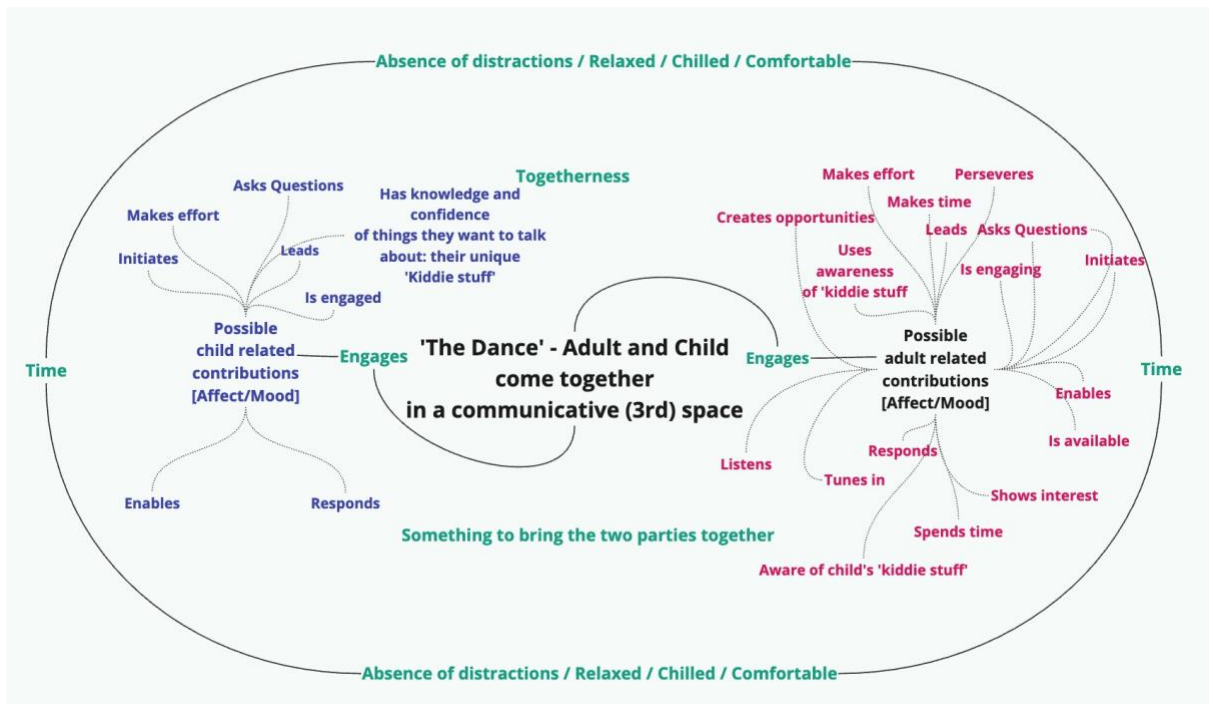 Absence of distractions / Relaxed / Chilled / Comfortable
Togetherness
Asks Questions
Makes effort
Initiates
Leads
Has knowledge and
confidence
of things they want to talk
about: their unique
'Kiddie stuff'
Is engaged
Possible
child related
contributions
[Affect/Mood]
Enables
Responds
Time
Engages
'The Dance' - Adult and Child
come together
in a communicative (3rd) space
Engages
Makes effort
Perseveres
Makes time
Creates opportunities
Leads
Asks Questions
Uses
awareness
of 'kiddie stuff
Is engaging
Initiates
Possible
adult related
contributions
[Affect/Mood]
Time
Enables
Is available
Responds
Listens
Tunes in
Shows interest
Spends time
Aware of child's 'kiddie stuff'
Something to bring the two parties together
Absence of distractions / Relaxed / Chilled / Comfortable